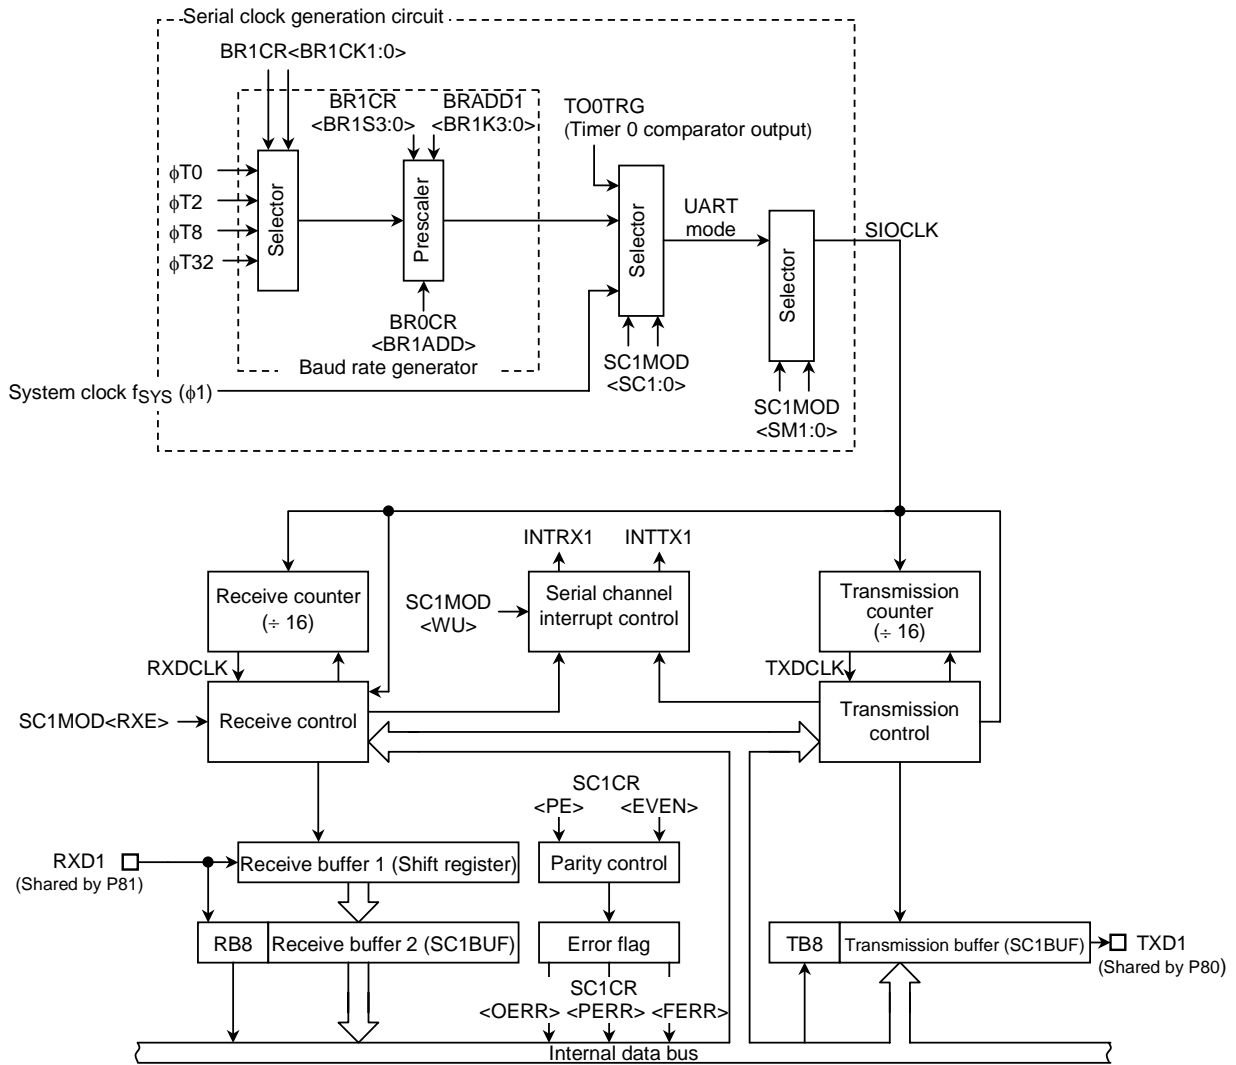 Serial clock generation circuit
BR1CR<BR1CK1:0>
BR1CR
<BR1S3:0>
BRADD1
<BR1K3:0>
TO0TRG
(Timer 0 comparator output)
φT0
φT2
φT8
φT32
Selector
Prescaler
Selector
UART
mode
Selector
SIOCLK
BR0CR
<BR1ADD>
Baud rate generator
SC1MOD
<SC1:0>
System clock fSYS (φ1)
SC1MOD
<SM1:0>
INTRX1
INTTX1
Receive counter
(÷ 16)
SC1MOD
<WU>
Serial channel
interrupt control
Transmission
counter
(÷ 16)
RXDCLK
TXDCLK
SC1MOD<RXE>
Receive control
Transmission
control
SC1CR
<PE>
<EVEN>
RXD1
(Shared by P81)
Receive buffer 1 (Shift register)
Parity control
RB8
Receive buffer 2 (SC1BUF)
Error flag
TB8
Transmission buffer (SC1BUF)
TXD1
(Shared by P80)
SC1CR
<OERR>
<PERR>
<FERR>
Internal data bus